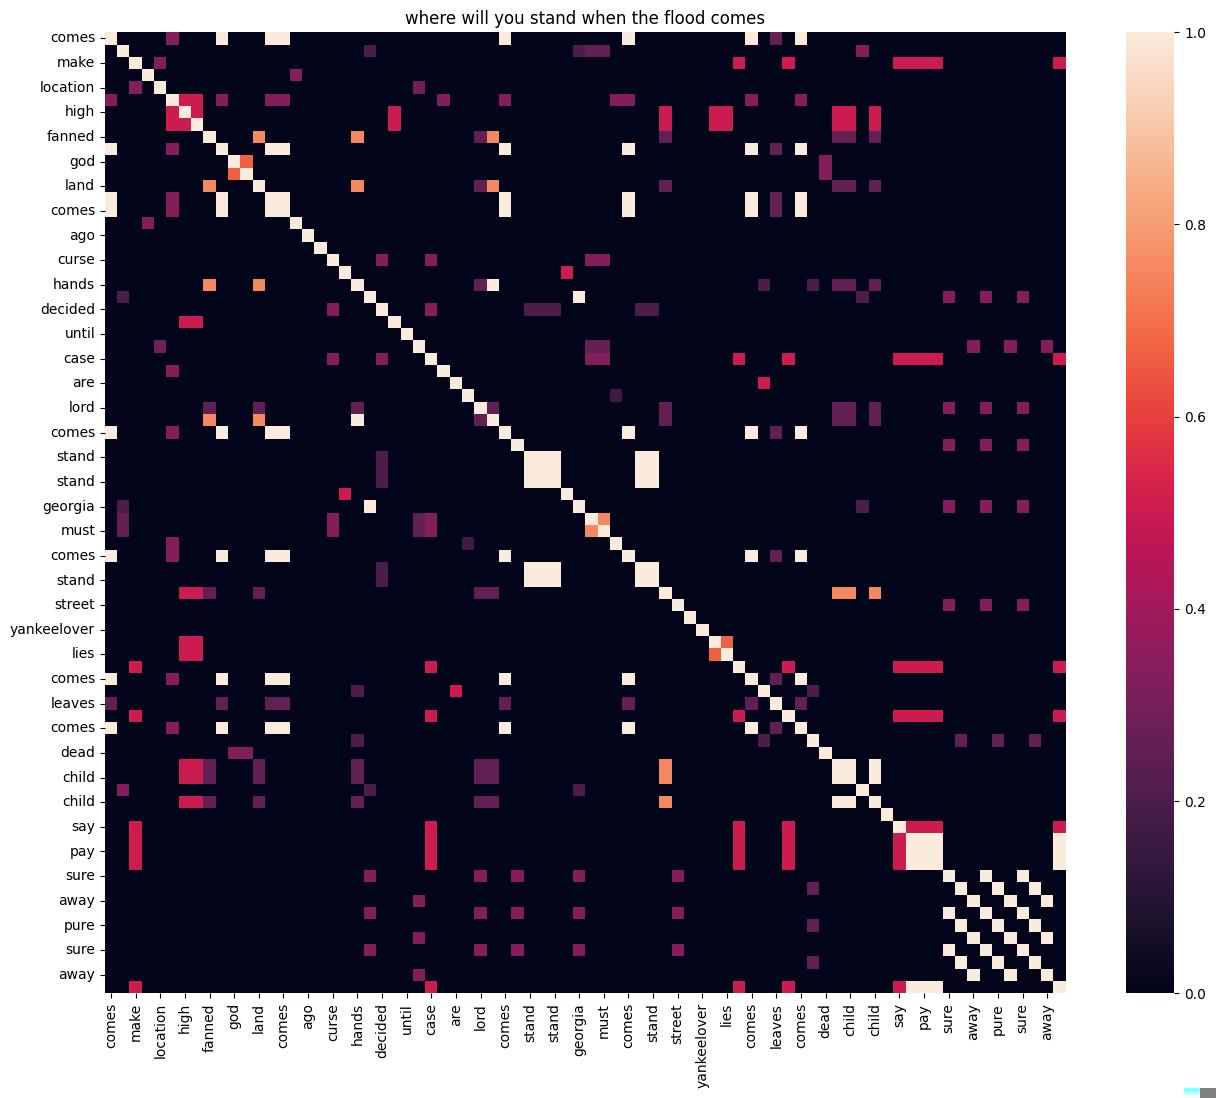 where will you stand when the flood comes
comes
make
location
high
fanned
god
land
comes
ago
curse
hands
decided
until
case
are
lord
comes
stand
stand
georgia
must
comes
stand
street
yankeelover
lies
comes
leaves
comes
dead
child
child
say
pay
sure
away
pure
sure
away
1.0
0.8
0.6
0.4
0.2
0.0
comes
make
location
high
fanned
god
land
comes
ago
curse
hands
decided
until
case
are
lord
comes
stand
stand
georgia
must
comes
stand
street
yankeelover
lies
comes
leaves
comes
dead
child
child
say
pay
sure
away
pure
sure
away